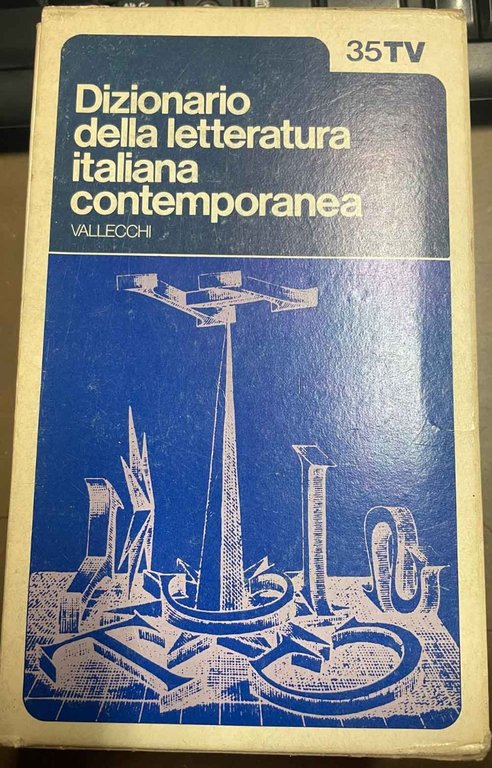 35TV
Dizionario
della letteratura
italiana
contemporanea
VALLECCHI